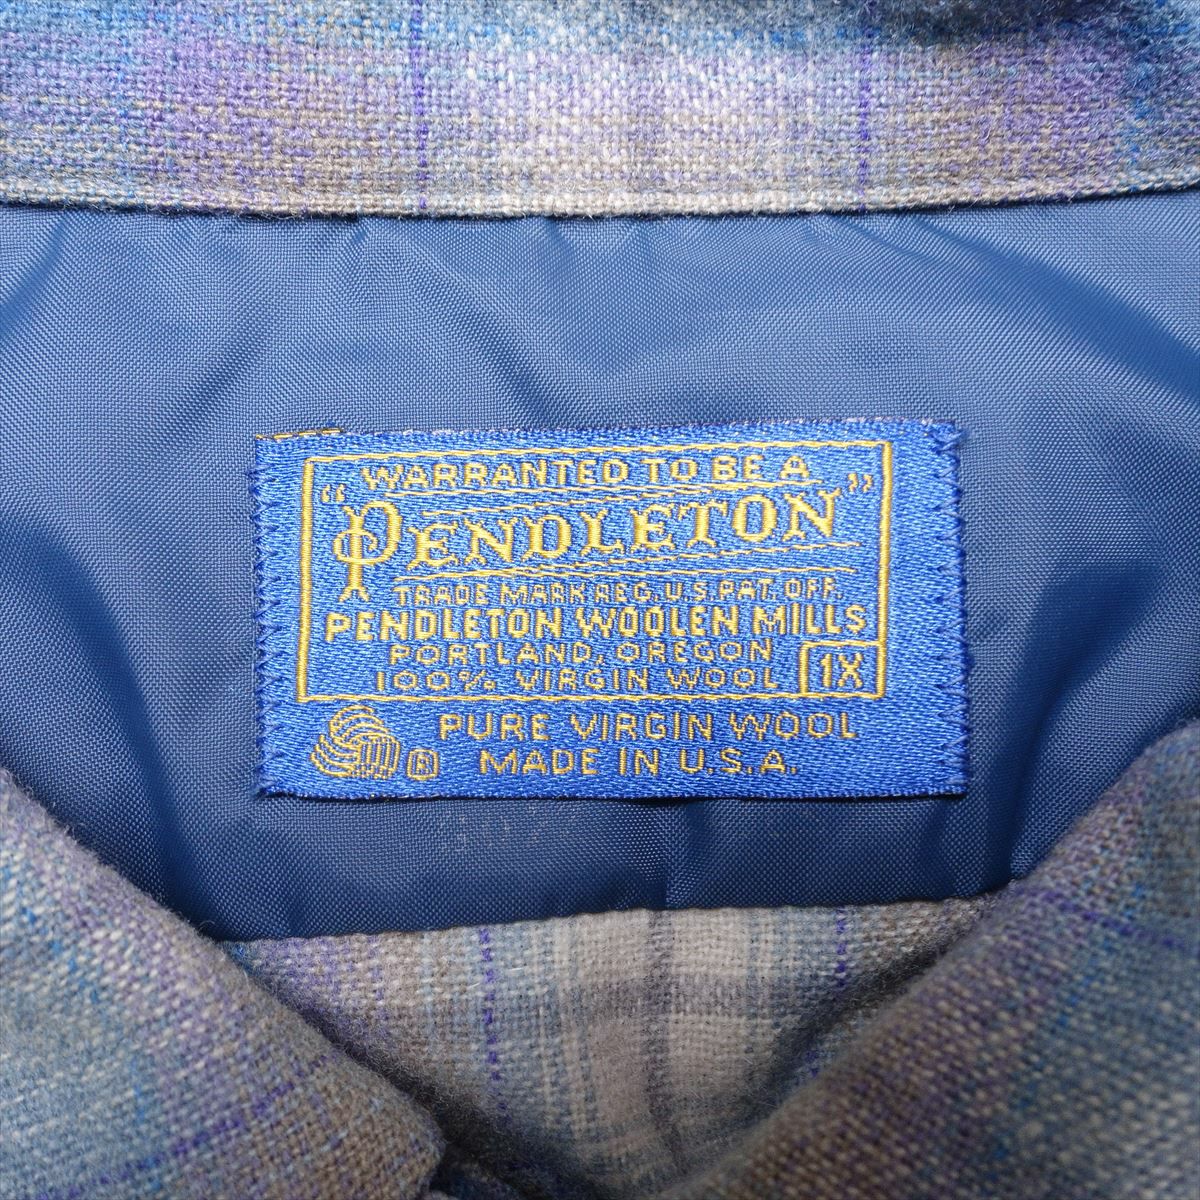 WARRANTED TO BE A
"PENDLETON"
TRADE MARK REG. U.S. PAT. OFF.
PENDLETON WOOLEN MILLS
PORTLAND, OREGON
100% VIRGIN WOOL 1X
® PURE VIRGIN WOOL
MADE IN U.S.A.